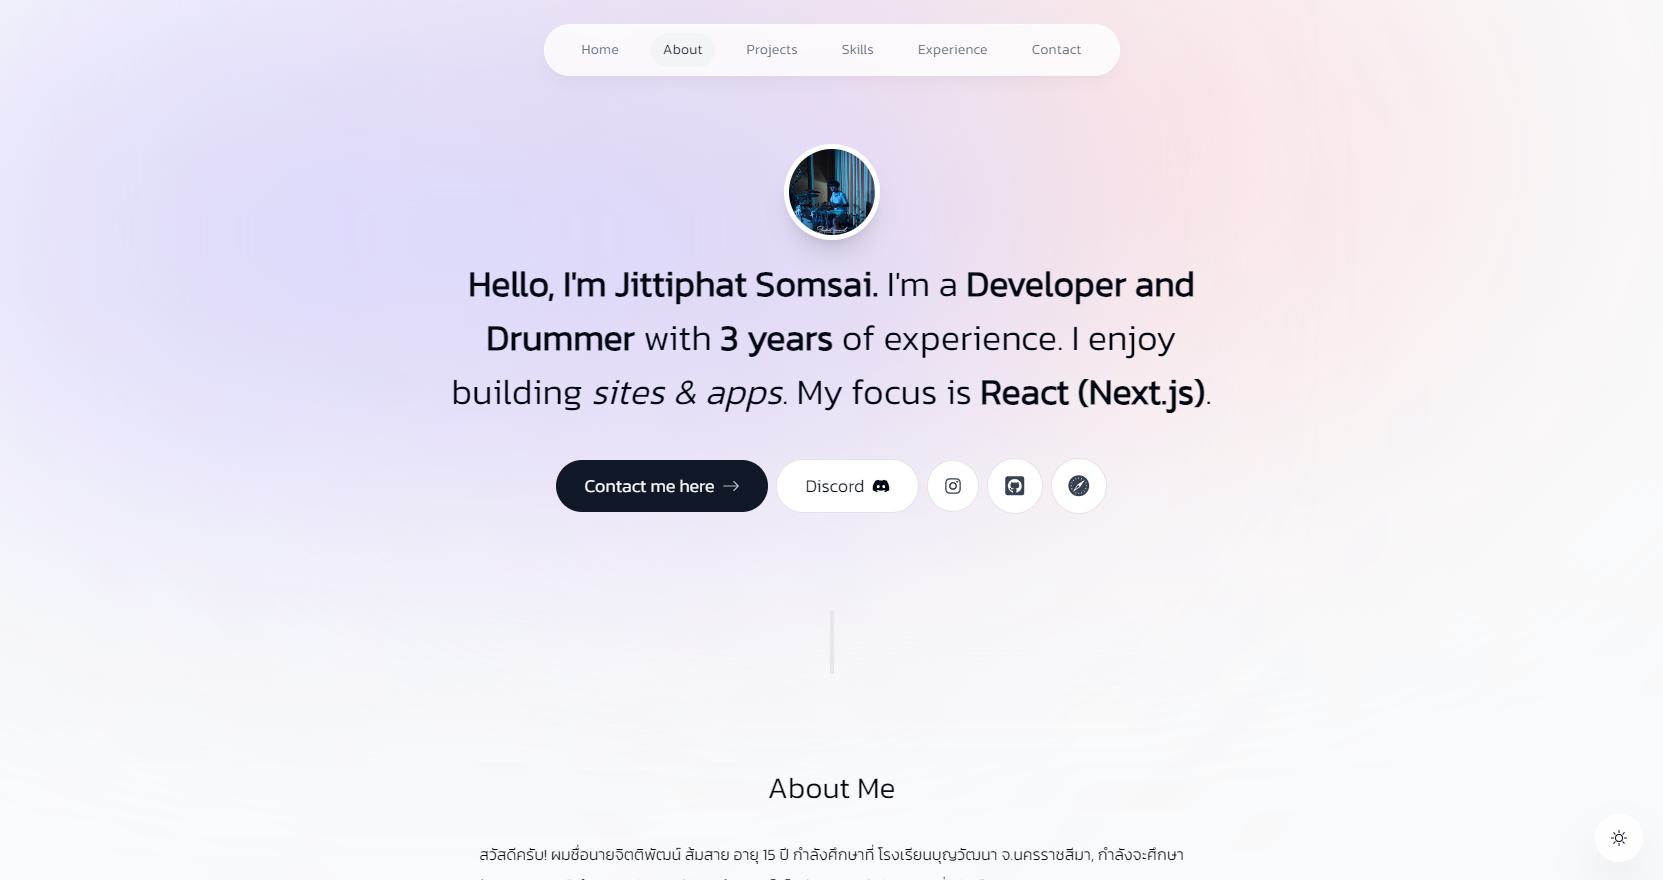 Home About Projects Skills Experience Contact
Hello, I'm Jittiphat Somsai. I'm a Developer and
Drummer with 3 years of experience. I enjoy
building sites & apps. My focus is React (Next.js).
Contact me here → Discord
About Me
สวัสดีครับ! ผมชื่อนายจิตติพัฒน์ ส้มสาย อายุ 15 ปี กำลังศึกษาที่ โรงเรียนบุญวัฒนา จ.นครราชสีมา, กำลังจะศึกษา